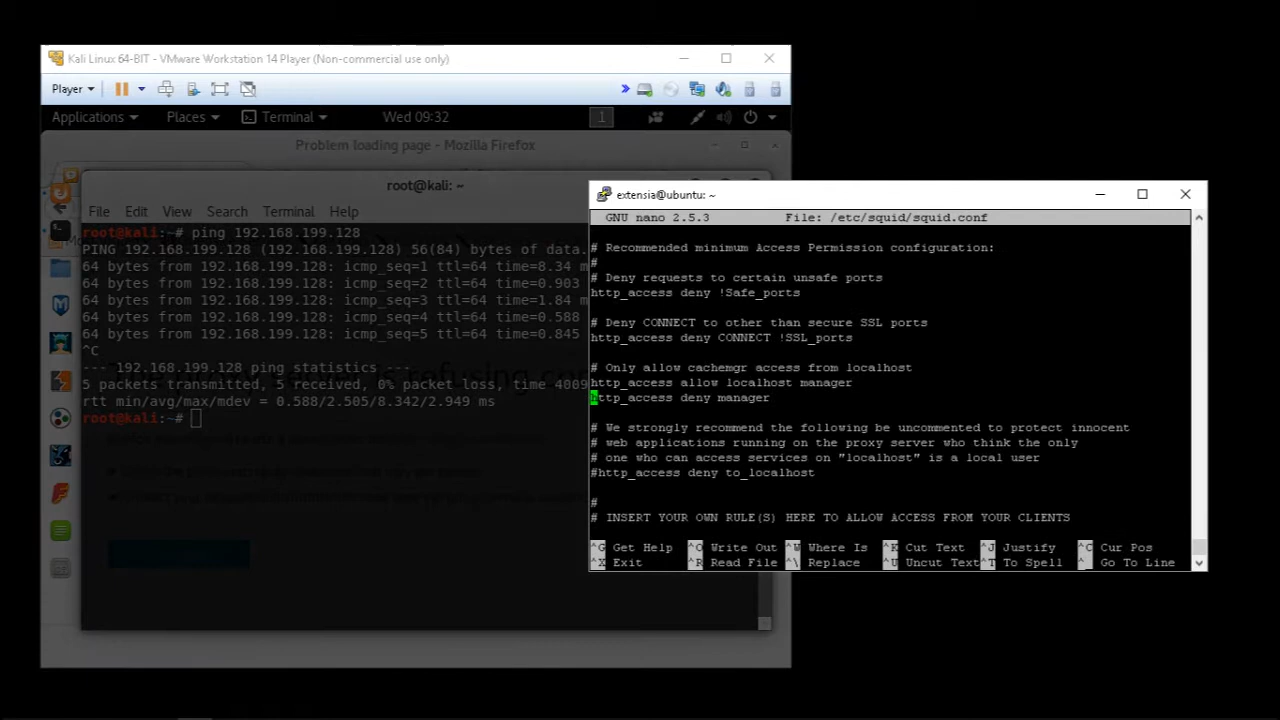 Kali Linux 64-BIT - VMware Workstation 14 Player (Non-commercial use only)
Player
Applications Places Terminal Wed 09:32 1
Problem loading page - Mozilla Firefox
root@kali: ~
File Edit View Search Terminal Help
root@kali:~# ping 192.168.199.128
PING 192.168.199.128 (192.168.199.128) 56(84) bytes of data.
64 bytes from 192.168.199.128: icmp_seq=1 ttl=64 time=8.34 m
64 bytes from 192.168.199.128: icmp_seq=2 ttl=64 time=0.903
64 bytes from 192.168.199.128: icmp_seq=3 ttl=64 time=1.84 m
64 bytes from 192.168.199.128: icmp_seq=4 ttl=64 time=0.588
64 bytes from 192.168.199.128: icmp_seq=5 ttl=64 time=0.845
^C
--- 192.168.199.128 ping statistics ---
5 packets transmitted, 5 received, 0% packet loss, time 4009
rtt min/avg/max/mdev = 0.588/2.505/8.342/2.949 ms
root@kali:~#
server is refusing
extensia@ubuntu: ~
GNU nano 2.5.3 File: /etc/squid/squid.conf
# Recommended minimum Access Permission configuration:
#
# Deny requests to certain unsafe ports
http_access deny !Safe_ports
# Deny CONNECT to other than secure SSL ports
http_access deny CONNECT !SSL_ports
# Only allow cachemgr access from localhost
http_access allow localhost manager
http_access deny manager
# We strongly recommend the following be uncommented to protect innocent
# web applications running on the proxy server who think the only
# one who can access services on "localhost" is a local user
#http_access deny to_localhost
#
# INSERT YOUR OWN RULE(S) HERE TO ALLOW ACCESS FROM YOUR CLIENTS
^G Get Help ^O Write Out ^W Where Is ^K Cut Text ^J Justify ^C Cur Pos
^X Exit ^R Read File ^\ Replace ^U Uncut Text ^T To Spell ^_ Go To Line